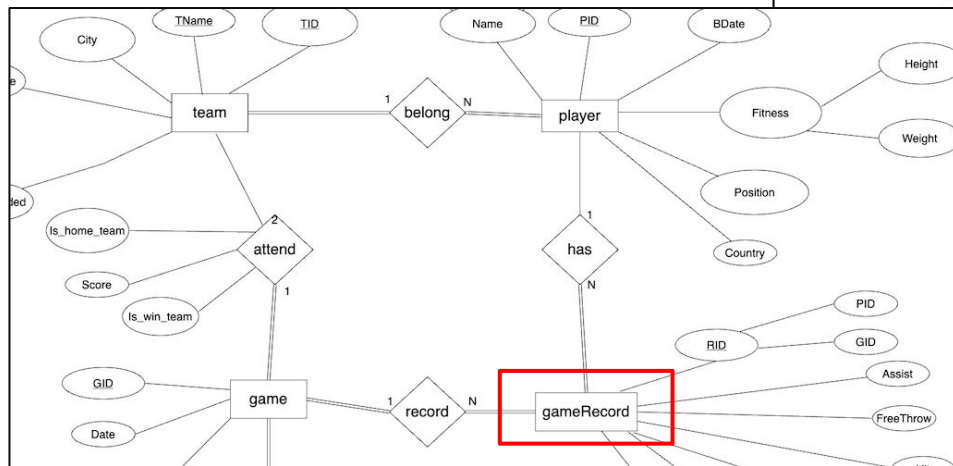 TName
TID
City
Name
PID
BDate
Height
Fitness
Weight
team
1
belong
N
player
Position
Country
Is_home_team
2
attend
Score
1
Is_win_team
1
has
N
PID
RID
GID
Assist
GID
game
1
record
N
gameRecord
FreeThrow
Date